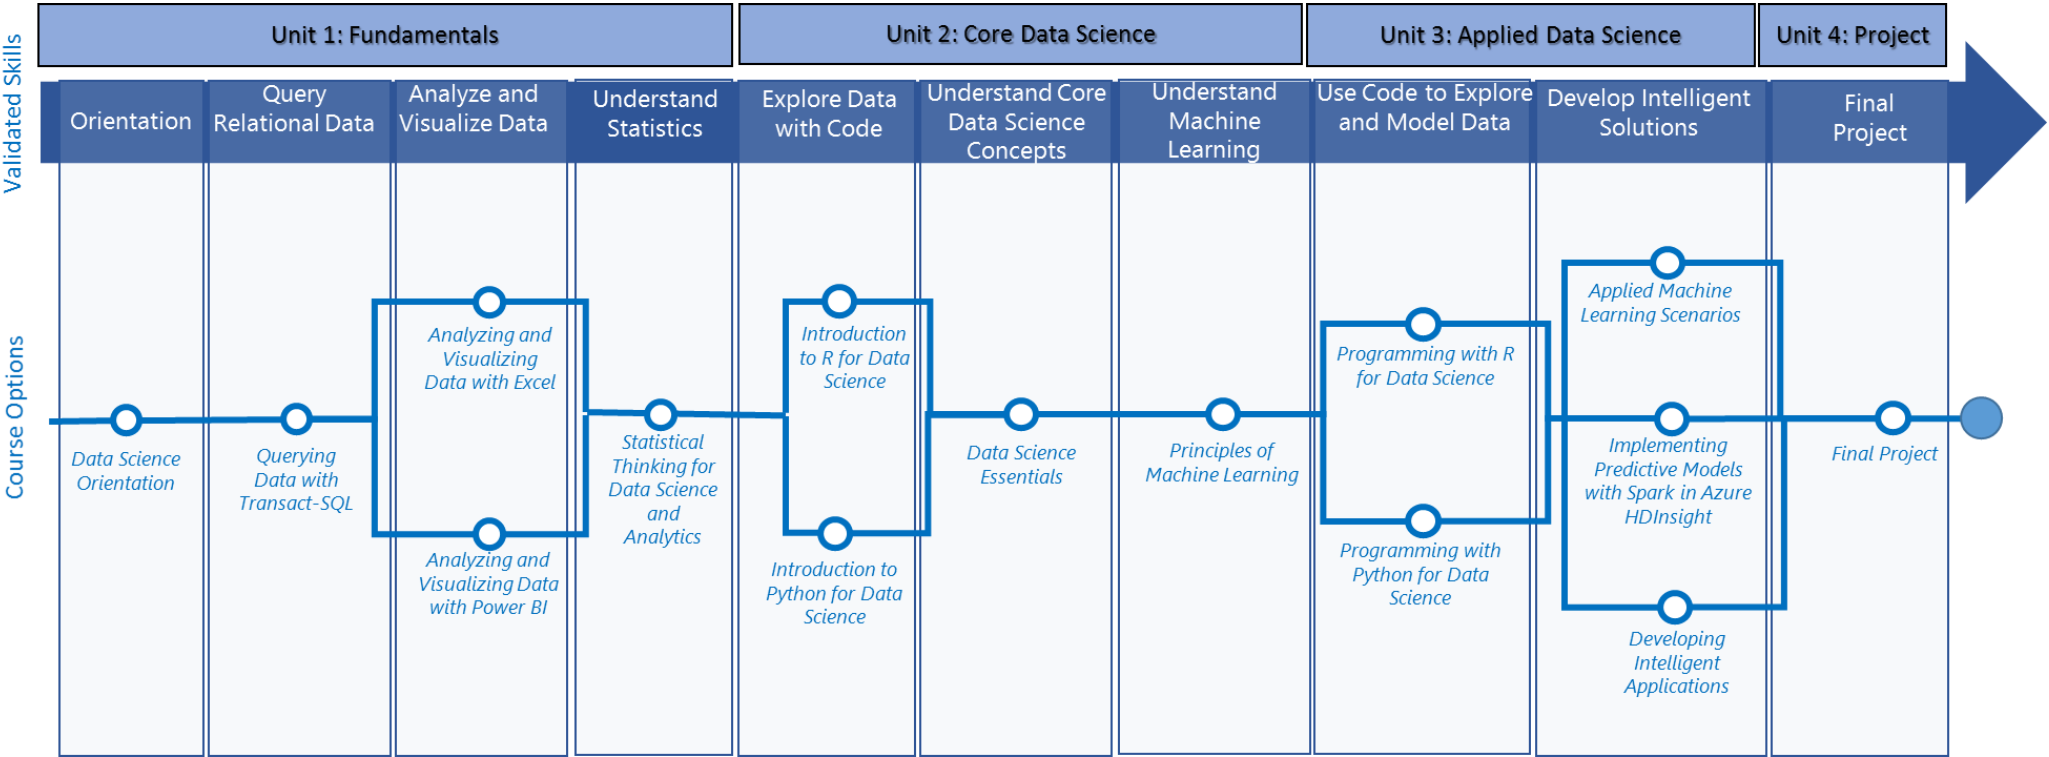 Unit 1: Fundamentals
Unit 2: Core Data Science
Unit 3: Applied Data Science
Unit 4: Project
Validated Skills
Orientation
Query
Relational Data
Analyze and
Visualize Data
Understand
Statistics
Explore Data
with Code
Understand Core
Data Science
Concepts
Understand
Machine
Learning
Use Code to Explore
and Model Data
Develop Intelligent
Solutions
Final
Project
Course Options
Data Science
Orientation
Querying
Data with
Transact-SQL
Analyzing and
Visualizing
Data with Excel
Analyzing and
Visualizing Data
with Power BI
Statistical
Thinking for
Data Science
and
Analytics
Introduction
to R for Data
Science
Introduction to
Python for Data
Science
Data Science
Essentials
Principles of
Machine Learning
Programming with R
for Data Science
Programming with
Python for Data
Science
Applied Machine
Learning Scenarios
Implementing
Predictive Models
with Spark in Azure
HDInsight
Developing
Intelligent
Applications
Final Project